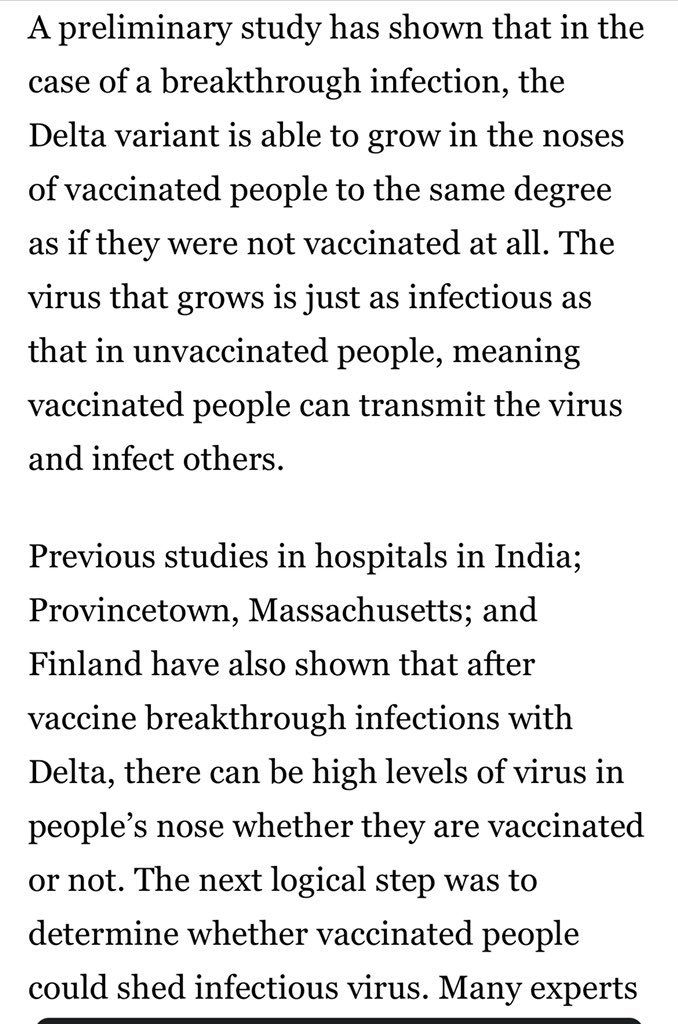 A preliminary study has shown that in the
case of a breakthrough infection, the
Delta variant is able to grow in the noses
of vaccinated people to the same degree
as if they were not vaccinated at all. The
virus that grows is just as infectious as
that in unvaccinated people, meaning
vaccinated people can transmit the virus
and infect others.
Previous studies in hospitals in India;
Provincetown, Massachusetts; and
Finland have also shown that after
vaccine breakthrough infections with
Delta, there can be high levels of virus in
people’s nose whether they are vaccinated
or not. The next logical step was to
determine whether vaccinated people
could shed infectious virus. Many experts